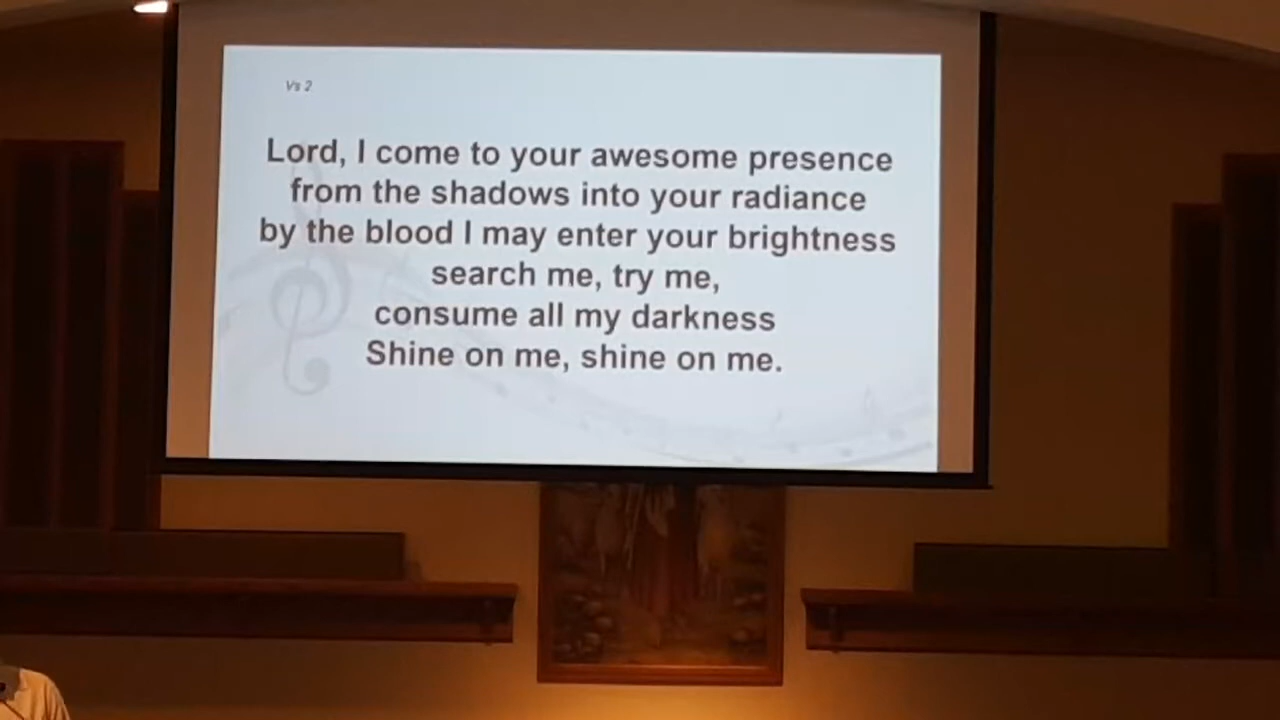 Vs 2
Lord, I come to your awesome presence
from the shadows into your radiance
by the blood I may enter your brightness
search me, try me,
consume all my darkness
Shine on me, shine on me.